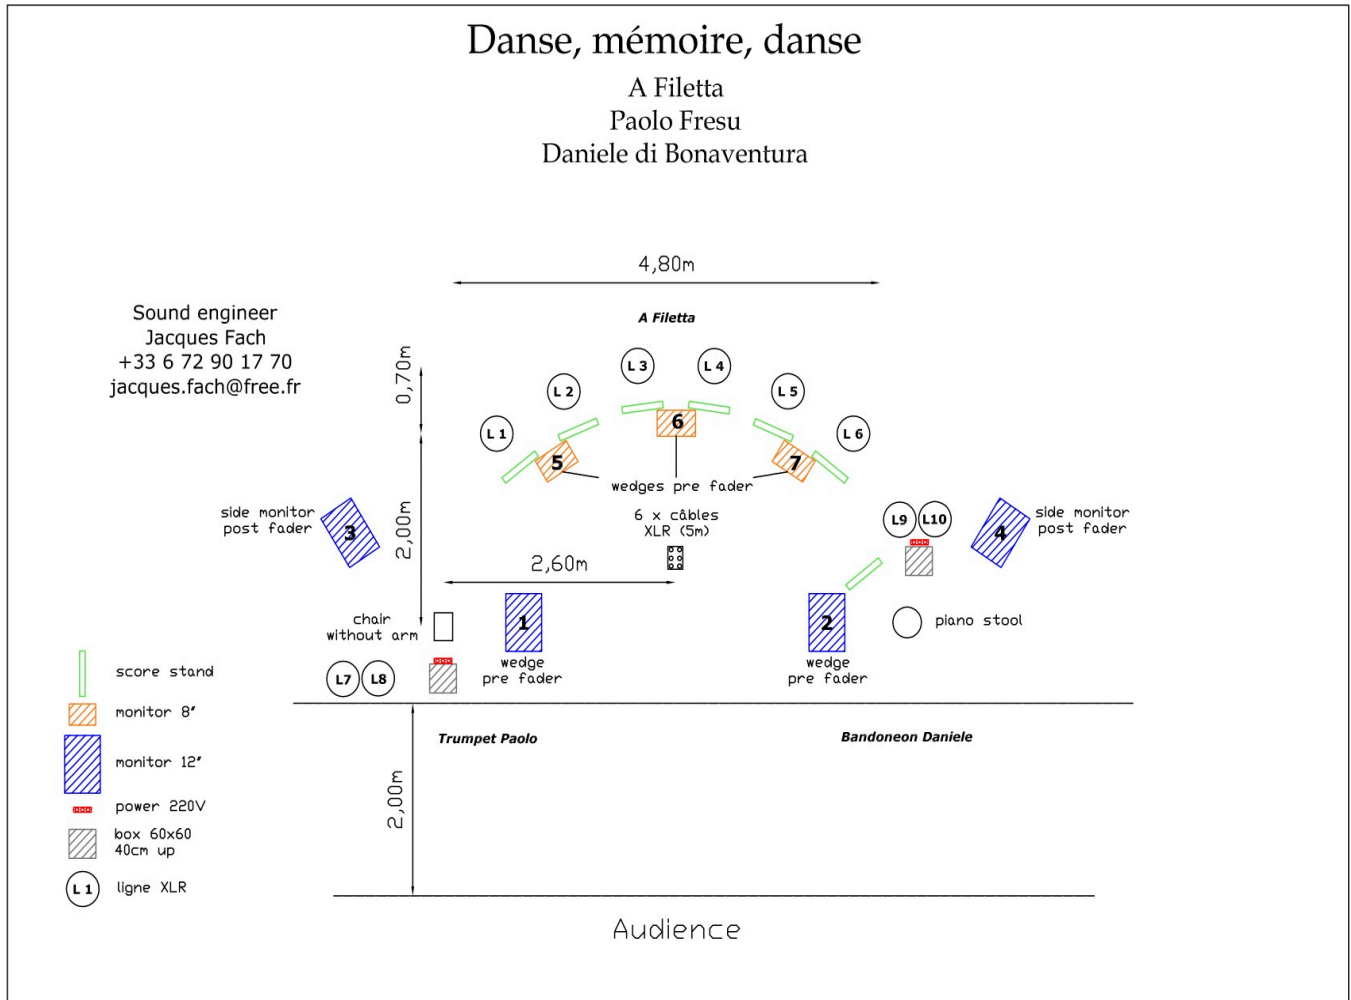 Danse, mémoire, danse
A Filetta
Paolo Fresu
Daniele di Bonaventura
4,80m
Sound engineer
Jacques Fach
+33 6 72 90 17 70
jacques.fach@free.fr
A Filetta
0,70m
L 3
L 4
L 2
L 5
L 1
L 6
6
5
7
wedges pre fader
side monitor
post fader
3
2,00m
6 x câbles
XLR (5m)
L9
L10
4
side monitor
post fader
2,60m
chair
without arm
1
2
piano stool
wedge
pre fader
wedge
pre fader
L7
L8
score stand
monitor 8"
Trumpet Paolo
Bandoneon Daniele
monitor 12"
2,00m
power 220V
box 60x60
40cm up
L 1
ligne XLR
Audience